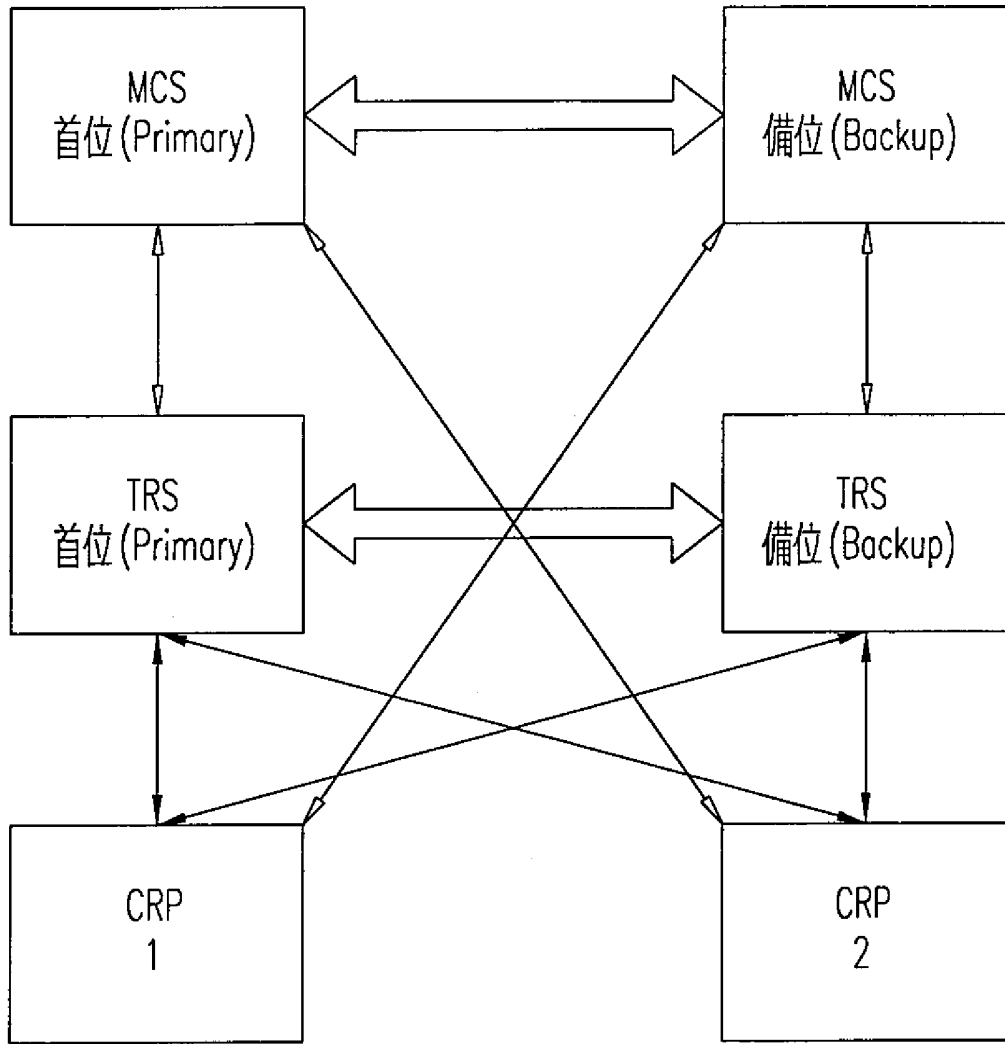 MCS
首位(Primary)
MCS
備位(Backup)
TRS
首位(Primary)
TRS
備位(Backup)
CRP
1
CRP
2